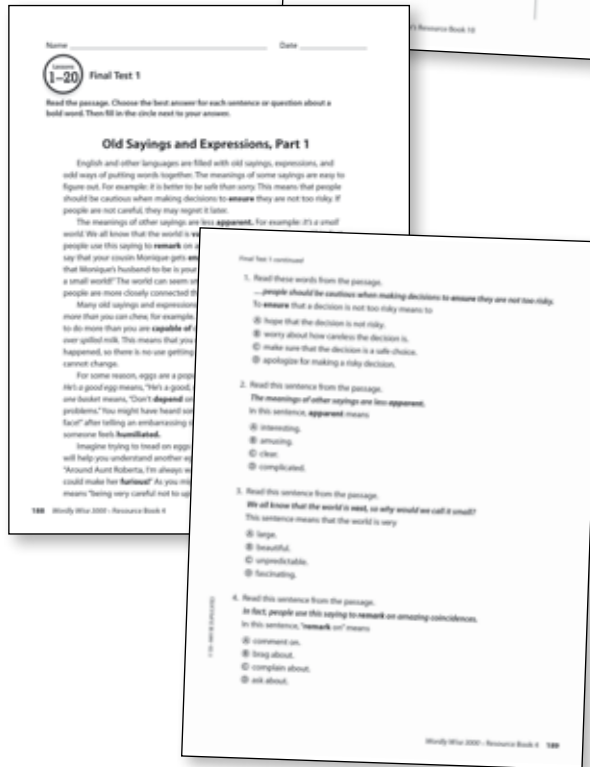 's Resource Book 10
Name Date
Lessons
1–20
Final Test 1
Read the passage. Choose the best answer for each sentence or question about a
bold word. Then fill in the circle next to your answer.
Old Sayings and Expressions, Part 1
English and other languages are filled with old sayings, expressions, and
odd ways of putting words together. The meanings of some sayings are easy to
figure out. For example: it is better to be safe than sorry. This means that people
should be cautious when making decisions to ensure they are not too risky. If
people are not careful, they may regret it later.
The meanings of other sayings are less apparent. For example: it's a small
world. We all know that the world is
people use this saying to remark on
say that your cousin Monique gets
that Monique's husband-to-be is your
a small world!" The world can seem
people are more closely connected
Many old sayings and expressions
more than you can chew, for example.
to do more than you are capable of
over spilled milk. This means that you
happened, so there is no use getting
cannot change.
For some reason, eggs are a
He's a good egg means, "He's a good,
one basket means, "Don't depend on
problems." You might have heard
face!" after telling an embarrassing
someone feels humiliated.
Imagine trying to tread on eggs
will help you understand another
"Around Aunt Roberta, I'm always
could make her furious!" As you
means "being very careful not to
188 Wordly Wise 3000 – Resource Book 4
Final Test 1 continued
1. Read these words from the passage.
...people should be cautious when making decisions to ensure they are not too risky.
To ensure that a decision is not too risky means to
A hope that the decision is not risky.
B worry about how careless the decision is.
C make sure that the decision is a safe choice.
D apologize for making a risky decision.
2. Read this sentence from the passage.
The meanings of other sayings are less apparent.
In this sentence, apparent means
A interesting.
B amusing.
C clear.
D complicated.
3. Read this sentence from the passage.
We all know that the world is vast, so why would we call it small?
This sentence means that the world is very
A large.
B beautiful.
C unpredictable.
D fascinating.
4. Read this sentence from the passage.
In fact, people use this saying to remark on amazing coincidences.
In this sentence, "remark on" means
A comment on.
B brag about.
C complain about.
D ask about.
Wordly Wise 3000 – Resource Book 4 189